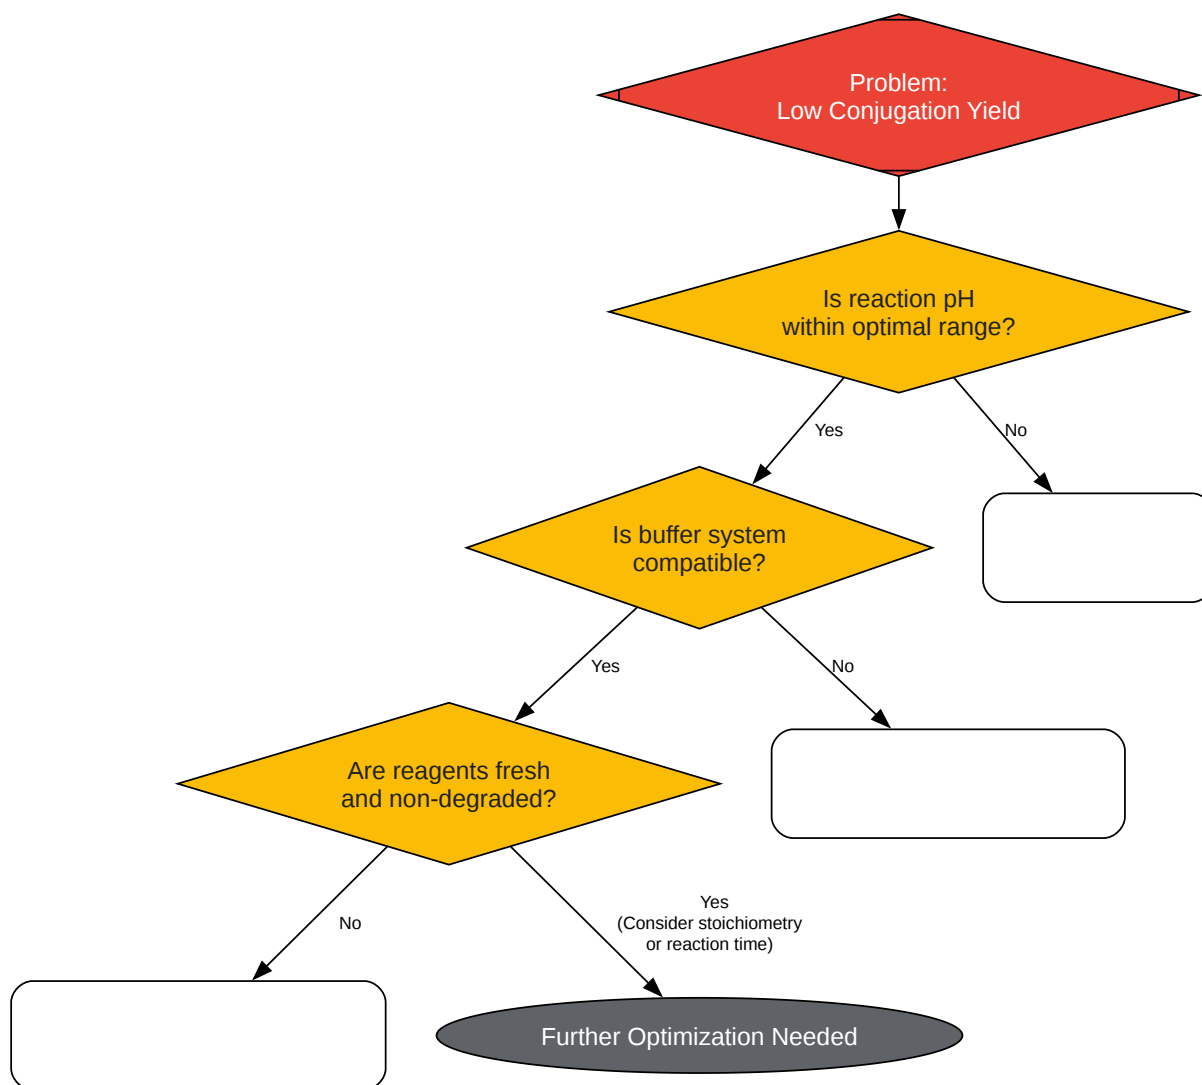 Problem:
Low Conjugation Yield
Is reaction pH
within optimal range?
Yes
No
Is buffer system
compatible?
Yes
No
Are reagents fresh
and non-degraded?
No
Yes
(Consider stoichiometry
or reaction time)
Further Optimization Needed